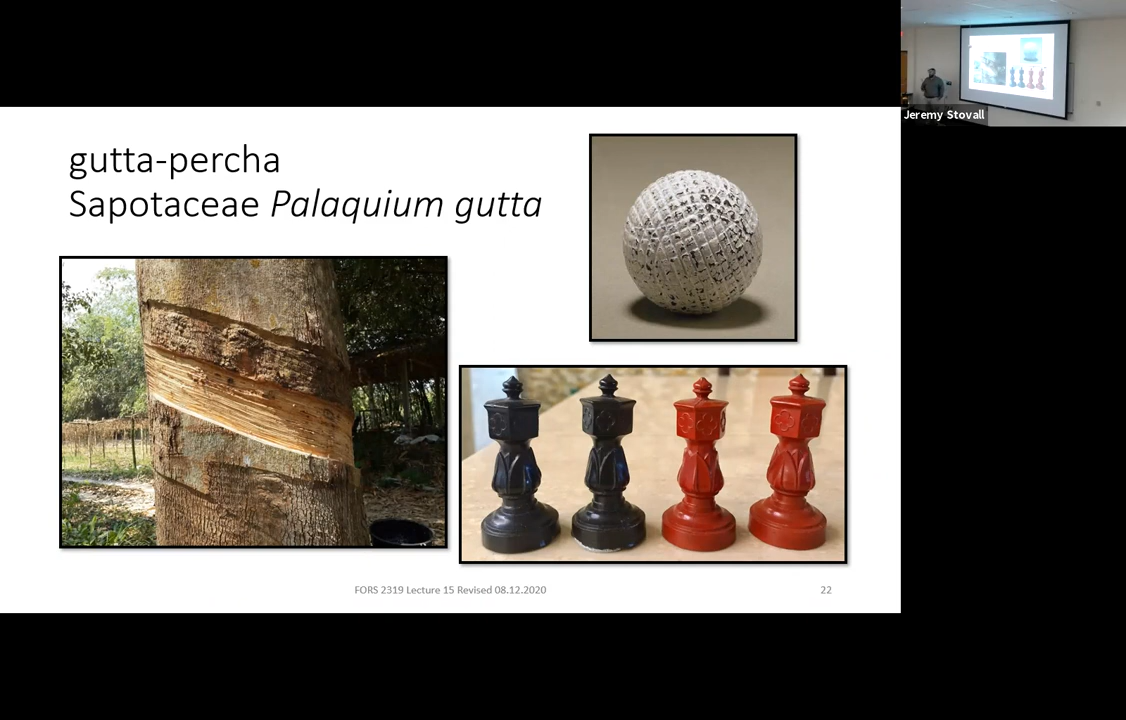 gutta-percha
Sapotaceae Palaquium gutta
FORS 2319 Lecture 15 Revised 08.12.2020
22
Jeremy Stovall